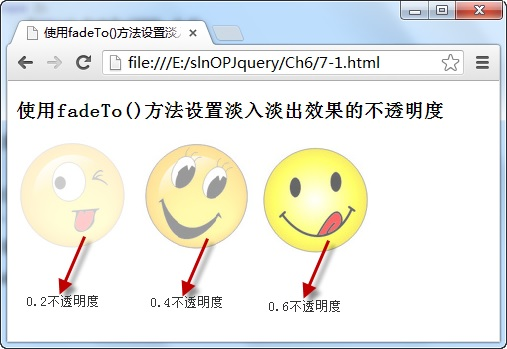 使用fadeTo()方法设置淡入
file:///E:/slnOPJquery/Ch6/7-1.html
使用fadeTo()方法设置淡入淡出效果的不透明度
0.2不透明度
0.4不透明度
0.6不透明度